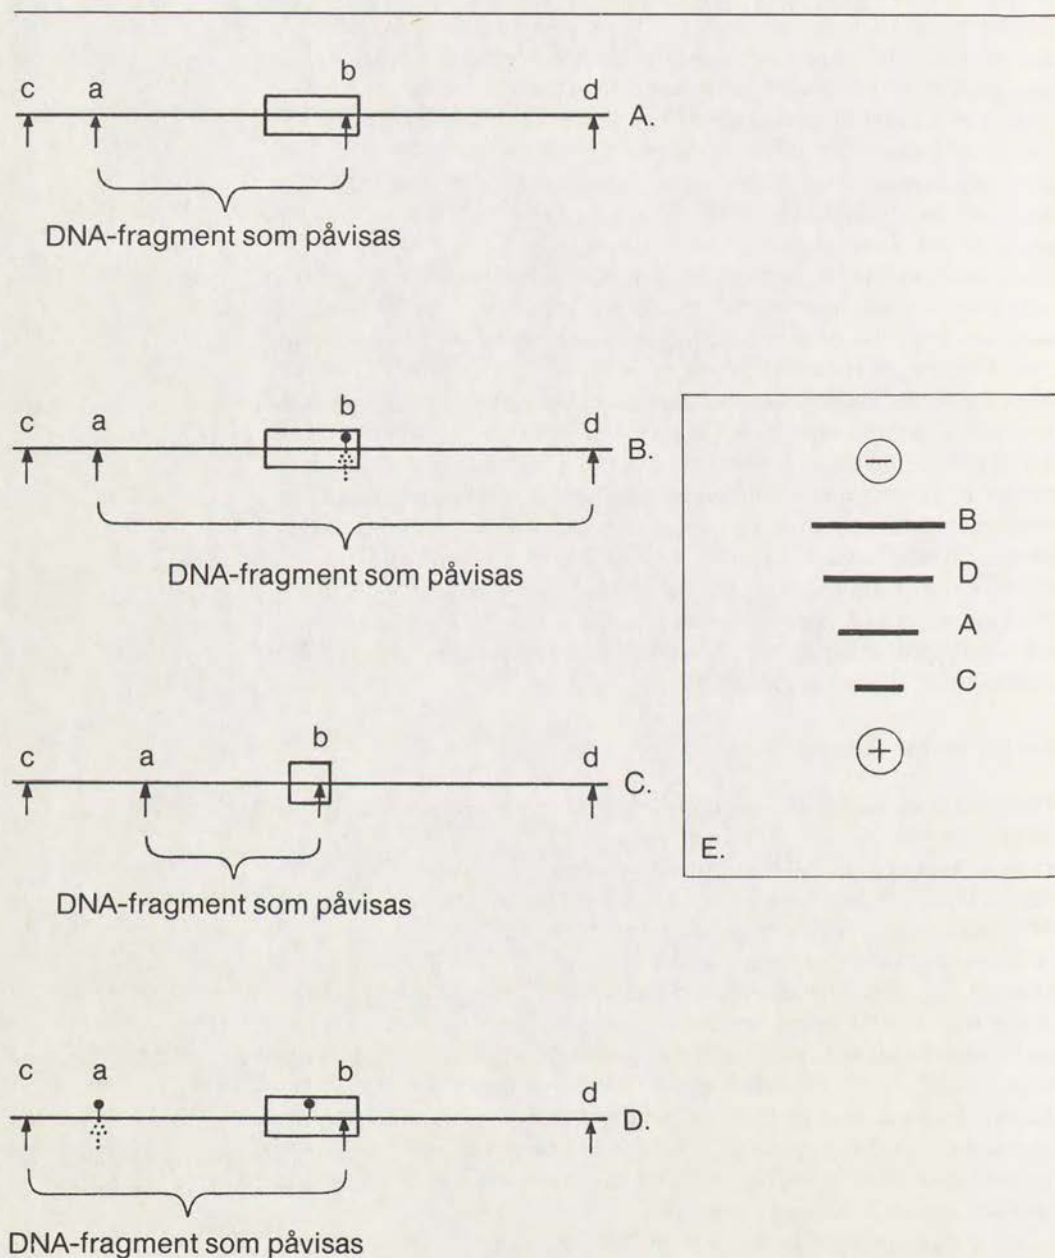 c a b d A.
DNA-fragment som påvisas
c a b d B.
DNA-fragment som påvisas
c a b d C.
DNA-fragment som påvisas
c a b d D.
DNA-fragment som påvisas
−
B
D
A
C
+
E.